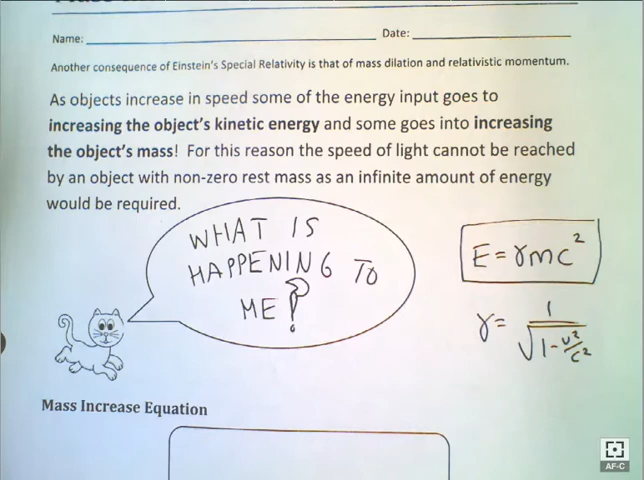 Name: Date:
Another consequence of Einstein's Special Relativity is that of mass dilation and relativistic momentum.
As objects increase in speed some of the energy input goes to
increasing the object's kinetic energy and some goes into increasing
the object's mass! For this reason the speed of light cannot be reached
by an object with non-zero rest mass as an infinite amount of energy
would be required.
WHAT IS
HAPPENING TO
ME?
E = γmc²
γ = 1/√(1-v²/c²)
Mass Increase Equation
AF-C